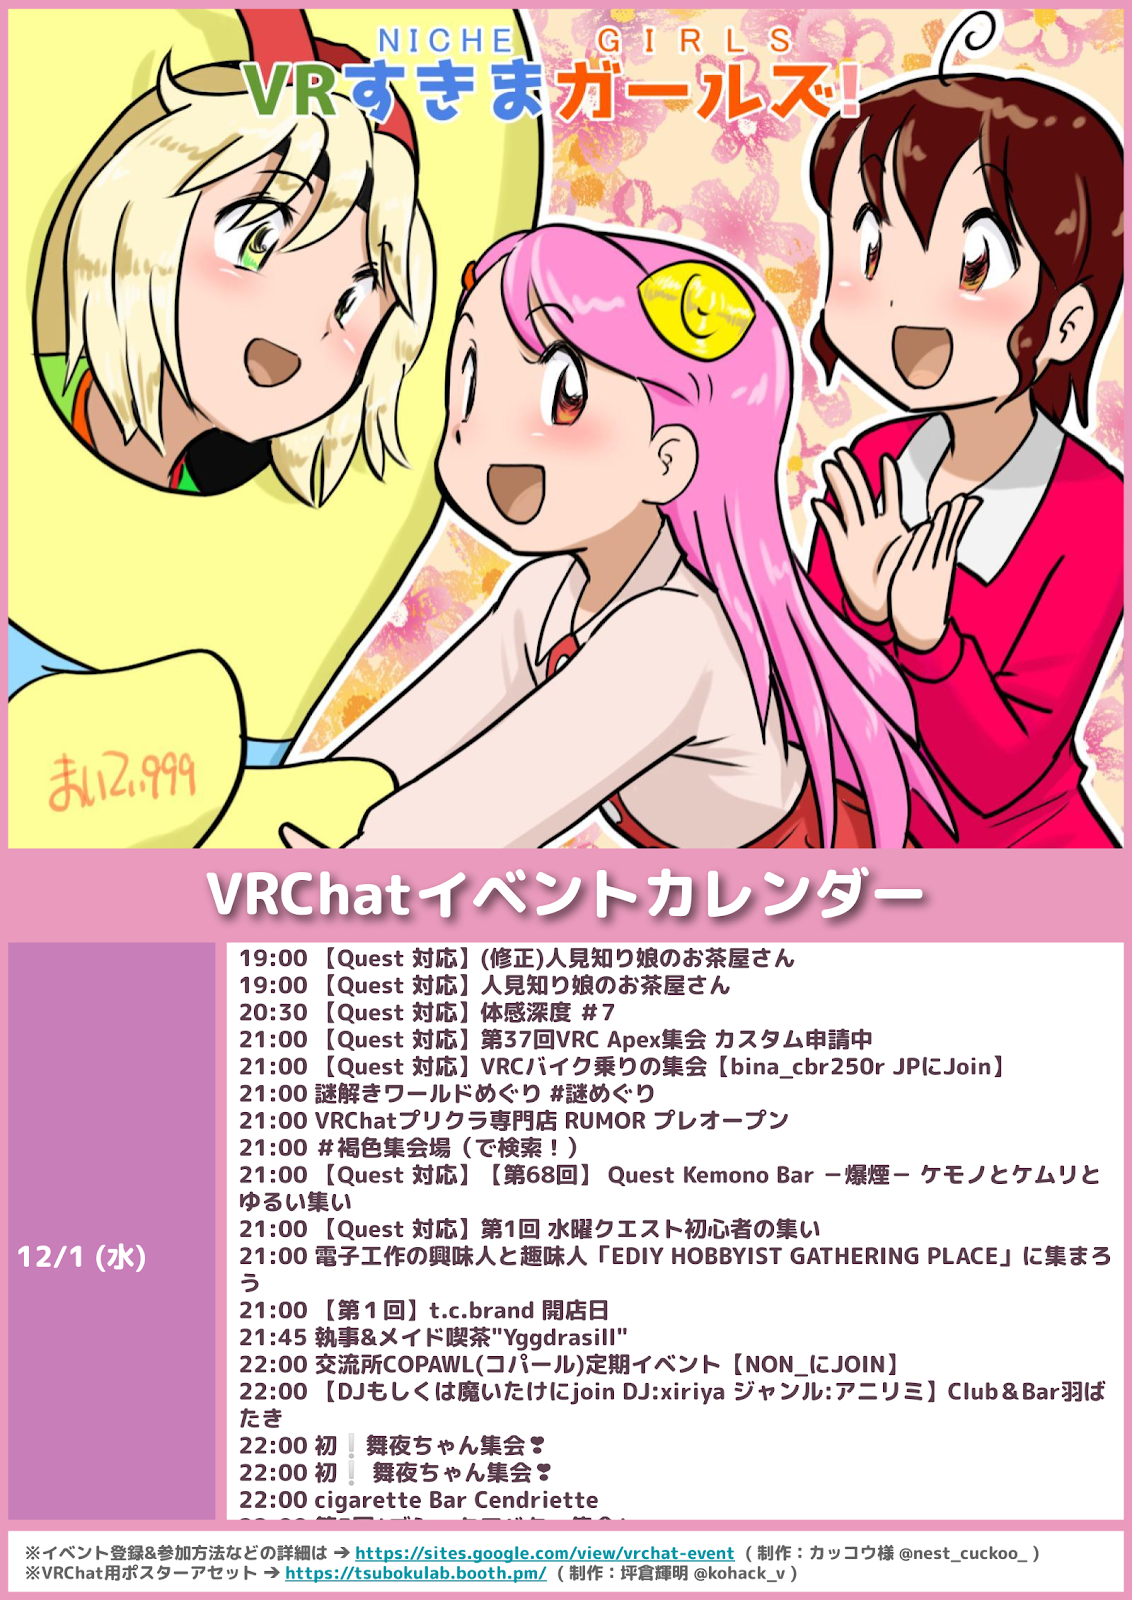 NICHE GIRLS
VRすきまガールズ!
まいてぃ999
VRChatイベントカレンダー
12/1 (水)
19:00 【Quest 対応】(修正)人見知り娘のお茶屋さん
19:00 【Quest 対応】人見知り娘のお茶屋さん
20:30 【Quest 対応】体感深度 ＃7
21:00 【Quest 対応】第37回VRC Apex集会 カスタム申請中
21:00 【Quest 対応】VRCバイク乗りの集会【bina_cbr250r JPにJoin】
21:00 謎解きワールドめぐり #謎めぐり
21:00 VRChatプリクラ専門店 RUMOR プレオープン
21:00 ＃褐色集会場（で検索！）
21:00 【Quest 対応】【第68回】 Quest Kemono Bar －爆煙－ ケモノとケムリと
ゆるい集い
21:00 【Quest 対応】第1回 水曜クエスト初心者の集い
21:00 電子工作の興味人と趣味人「EDIY HOBBYIST GATHERING PLACE」に集まろ
う
21:00 【第１回】t.c.brand 開店日
21:45 執事&メイド喫茶"Yggdrasill"
22:00 交流所COPAWL(コパール)定期イベント【NON_にJOIN】
22:00 【DJもしくは魔いたけにjoin DJ:xiriya ジャンル:アニリミ】Club＆Bar羽ば
たき
22:00 初❕舞夜ちゃん集会❣
22:00 初❕ 舞夜ちゃん集会❣
22:00 cigarette Bar Cendriette
※イベント登録&参加方法などの詳細は ➔ https://sites.google.com/view/vrchat-event （ 制作：カッコウ様 @nest_cuckoo_ ）
※VRChat用ポスターアセット ➔ https://tsubokulab.booth.pm/ （ 制作：坪倉輝明 @kohack_v ）